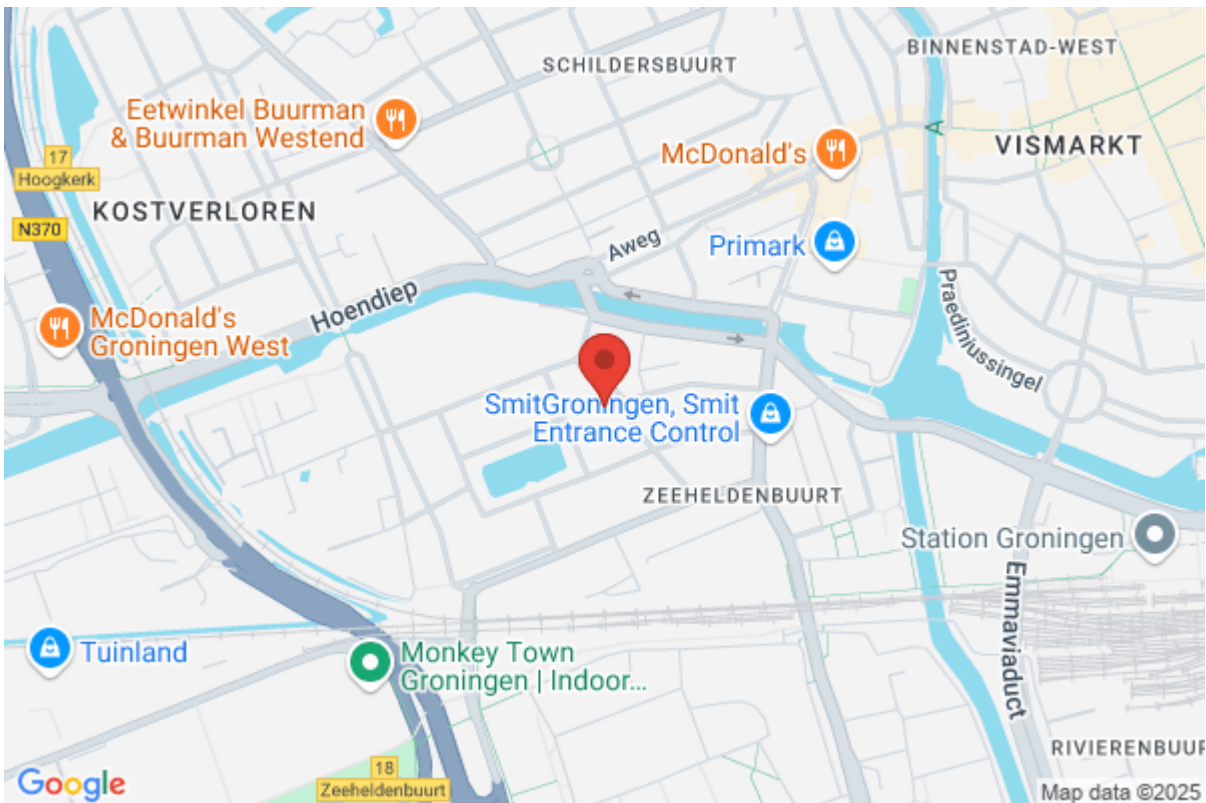 BINNENSTAD-WEST
SCHILDERSBUURT
Eetwinkel Buurman
& Buurman Westend
A
McDonald's
VISMARKT
17
Hoogkerk
KOSTVERLOREN
N370
Aweg
Primark
Hoendiep
Praediniussingel
McDonald's
Groningen West
SmitGroningen, Smit
Entrance Control
ZEEHELDENBUURT
Station Groningen
Emmaviaduct
Tuinland
Monkey Town
Groningen | Indoor...
RIVIERENBUUR
18
Zeeheldenbuurt
Google
Map data ©2025